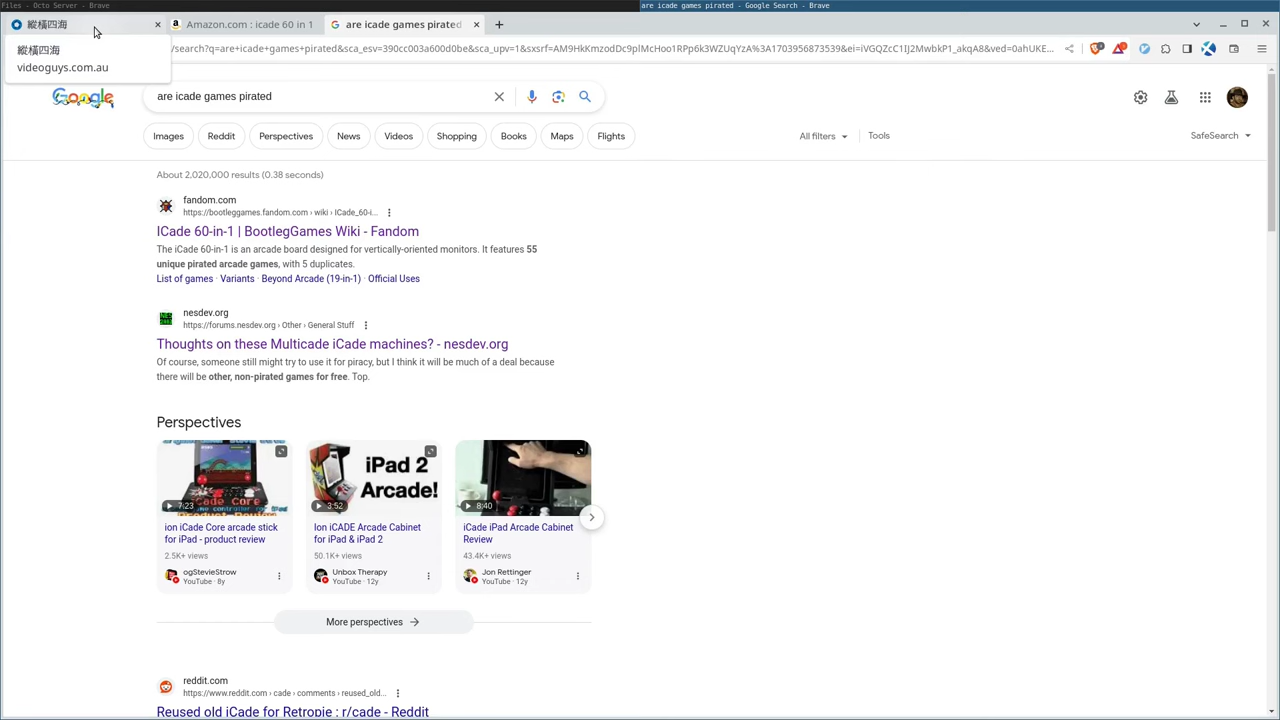 Files - Octo Server - Brave
are icade games pirated - Google Search - Brave
縱橫四海
Amazon.com : icade 60 in 1
are icade games pirated
縱橫四海
videoguys.com.au
/search?q=are+icade+games+pirated&sca_esv=390cc003a600d0be&sca_upv=1&sxsrf=AM9HkKmzodDc9plMcHoo1RPp6k3WZUqYzA%3A1703956873539&ei=iVGQZcC1IJ2MwbkP1_akqA8&ved=0ahUKE...
Google
are icade games pirated
Images
Reddit
Perspectives
News
Videos
Shopping
Books
Maps
Flights
All filters
Tools
SafeSearch
About 2,020,000 results (0.38 seconds)
fandom.com
https://bootleggames.fandom.com › wiki › ICade_60-i...
ICade 60-in-1 | BootlegGames Wiki - Fandom
The iCade 60-in-1 is an arcade board designed for vertically-oriented monitors. It features 55
unique pirated arcade games, with 5 duplicates.
List of games · Variants · Beyond Arcade (19-in-1) · Official Uses
nesdev.org
https://forums.nesdev.org › Other › General Stuff
Thoughts on these Multicade iCade machines? - nesdev.org
Of course, someone still might try to use it for piracy, but I think it will be much of a deal because
there will be other, non-pirated games for free. Top.
Perspectives
iCade Core
7:23
iPad 2
Arcade!
3:52
8:40
ion iCade Core arcade stick
for iPad - product review
2.5K+ views
ogStevieStrow
YouTube · 8y
Ion iCADE Arcade Cabinet
for iPad & iPad 2
50.1K+ views
Unbox Therapy
YouTube · 12y
iCade iPad Arcade Cabinet
Review
43.4K+ views
Jon Rettinger
YouTube · 12y
More perspectives
reddit.com
https://www.reddit.com › cade › comments › reused_old...
Reused old iCade for Retropie : r/cade - Reddit